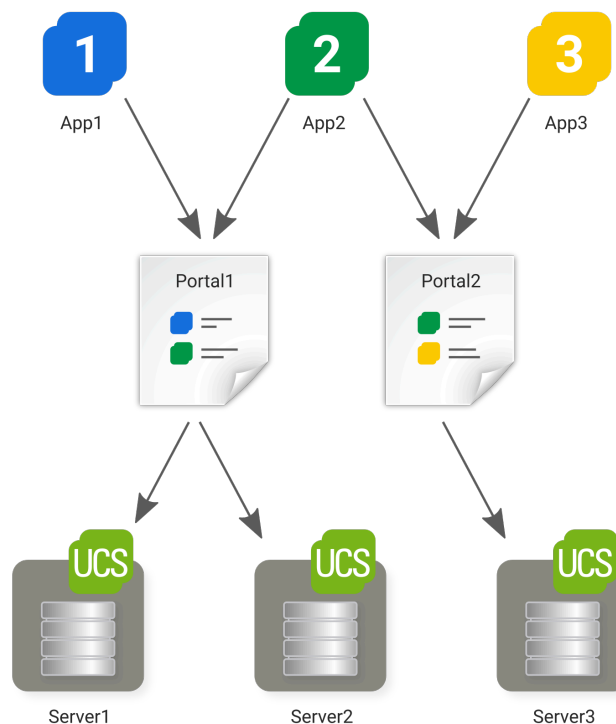 1 2 3
App1 App2 App3
Portal1 Portal2
UCS UCS UCS
Server1 Server2 Server3